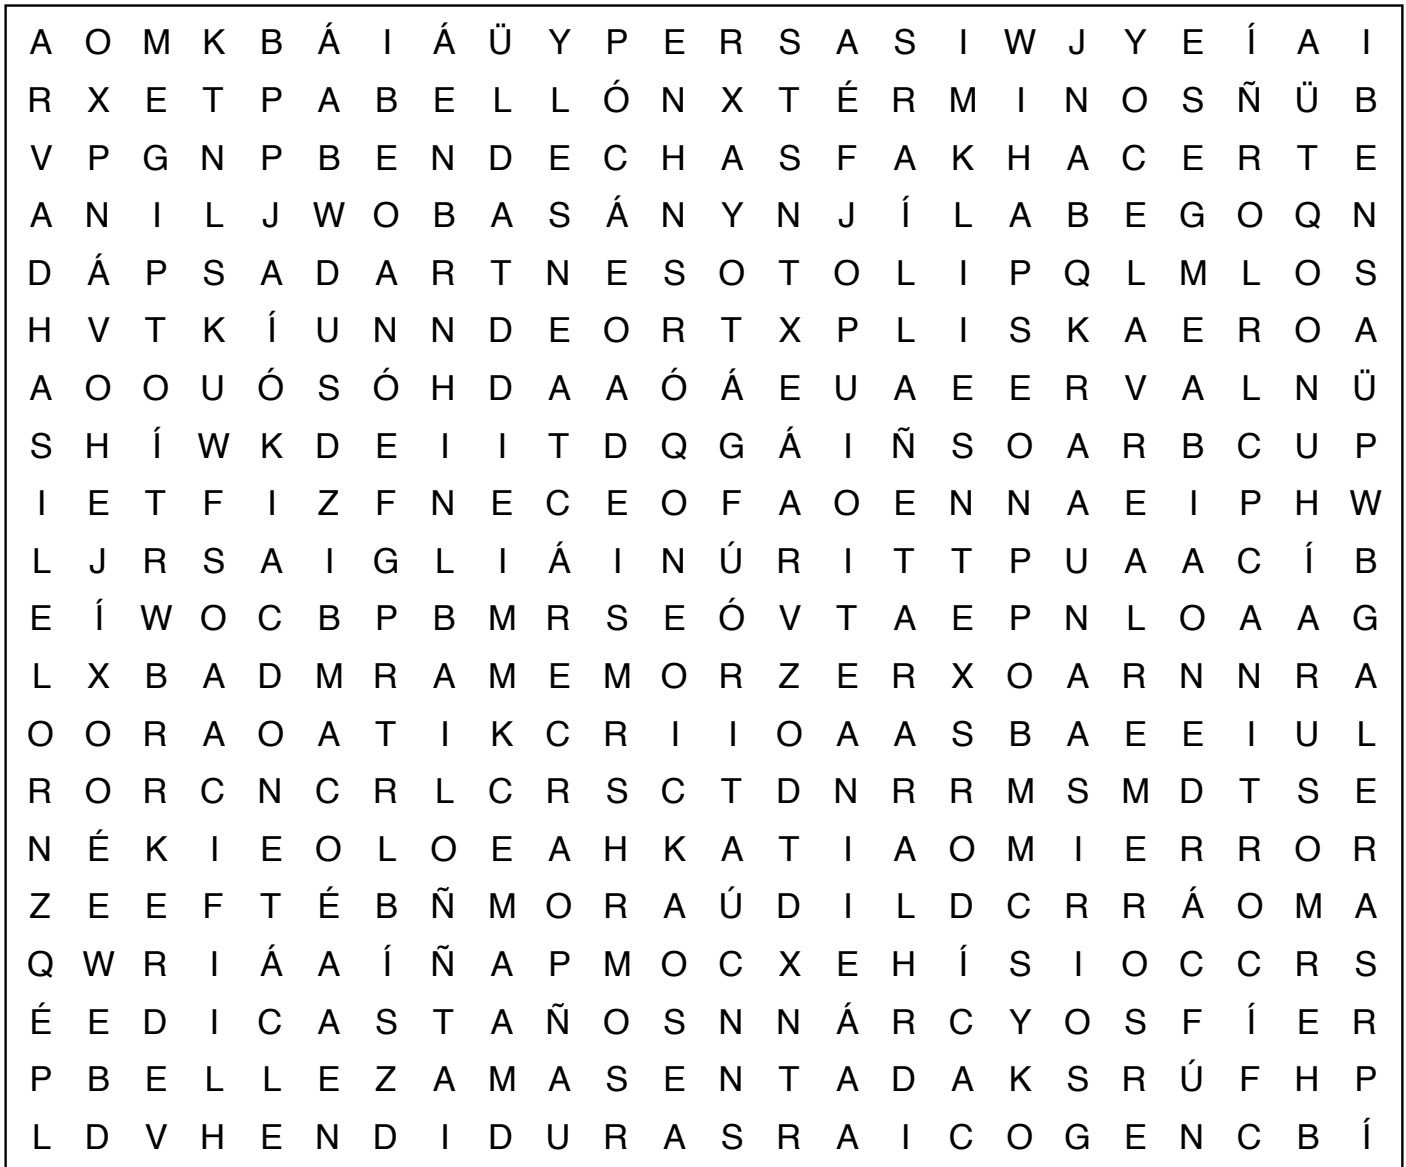 A O M K B Á I Á Ü Y P E R S A S I W J Y E Í A I
R X E T P A B E L L Ó N X T É R M I N O S Ñ Ü B
V P G N P B E N D E C H A S F A K H A C E R T E
A N I L J W O B A S Á N Y N J Í L A B E G O Q N
D Á P S A D A R T N E S O T O L I P Q L M L O S
H V T K Í U N N D E O R T X P L I S K A E R O A
A O O U Ó S Ó H D A A Ó Á E U A E E R V A L N Ü
S H Í W K D E I I T D Q G Á I Ñ S O A R B C U P
I E T F I Z F N E C E O F A O E N N A E I P H W
L J R S A I G L I Á I N Ú R I T T P U A A C Í B
E Í W O C B P B M R S E Ó V T A E P N L O A A G
L X B A D M R A M E M O R Z E R X O A R N N R A
O O R A O A T I K C R I I O A A S B A E E I U L
R O R C N C R L C R S C T D N R R M S M D T S E
N É K I E O L O E A H K A T I A O M I E R R O R
Z E E F T É B Ñ M O R A Ú D I L D C R R Á O M A
Q W R I Á A Í Ñ A P M O C X E H Í S I O C C R S
É E D I C A S T A Ñ O S N N Á R C Y O S F Í E R
P B E L L E Z A M A S E N T A D A K S R Ú F H P
L D V H E N D I D U R A S R A I C O G E N C B Í